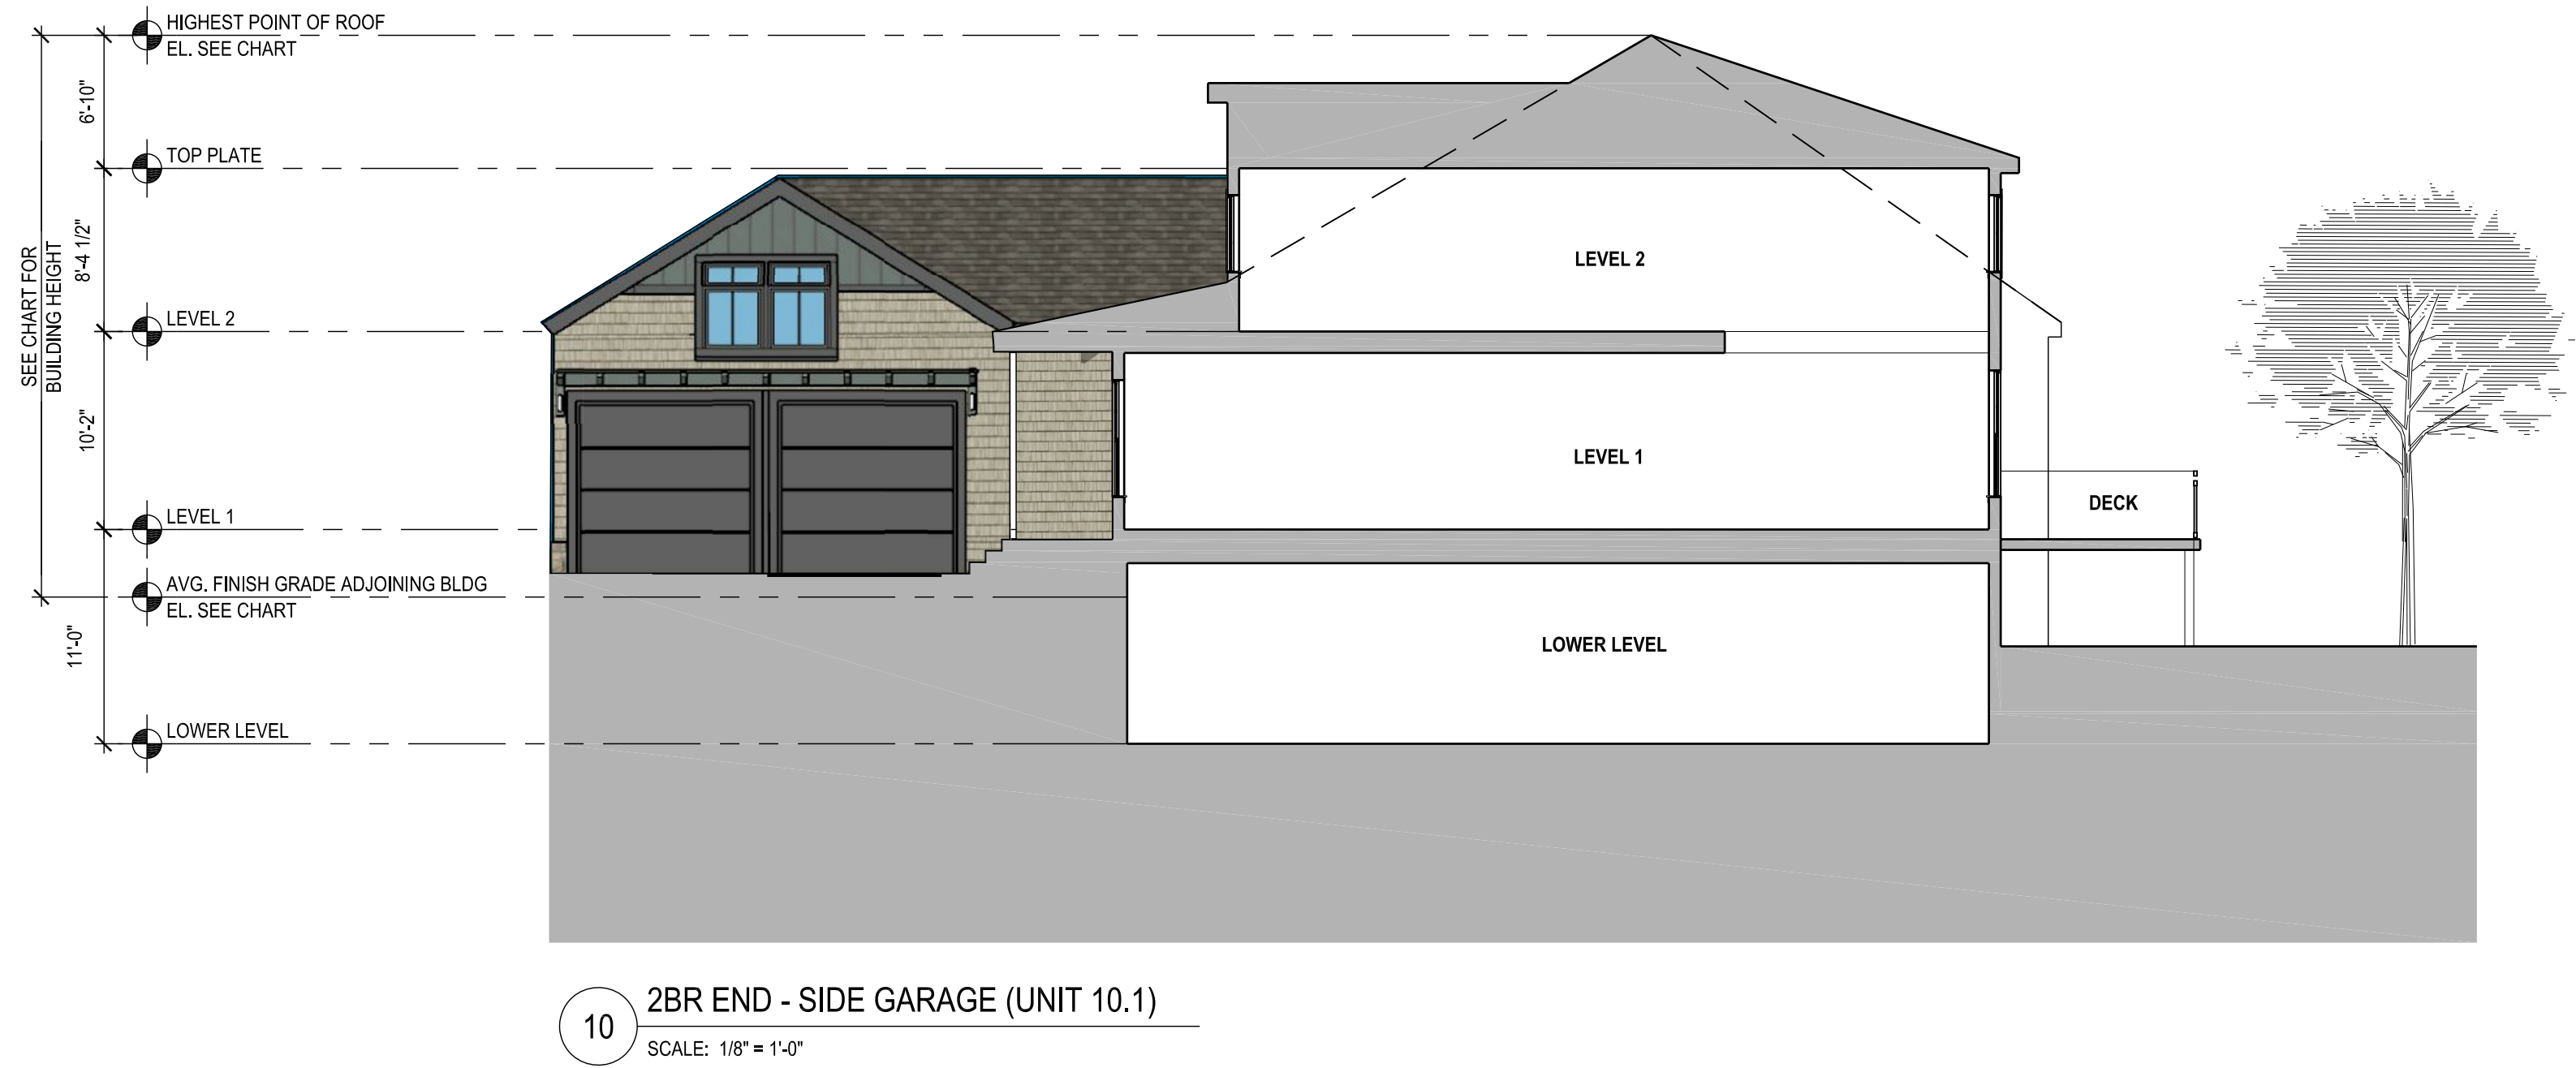 HIGHEST POINT OF ROOF
EL. SEE CHART
6'-10"
TOP PLATE
8'-4 1/2"
SEE CHART FOR
BUILDING HEIGHT
LEVEL 2
LEVEL 2
10'-2"
LEVEL 1
LEVEL 1
DECK
AVG. FINISH GRADE ADJOINING BLDG
EL. SEE CHART
11'-0"
LOWER LEVEL
LOWER LEVEL
10
2BR END - SIDE GARAGE (UNIT 10.1)
SCALE: 1/8" = 1'-0"